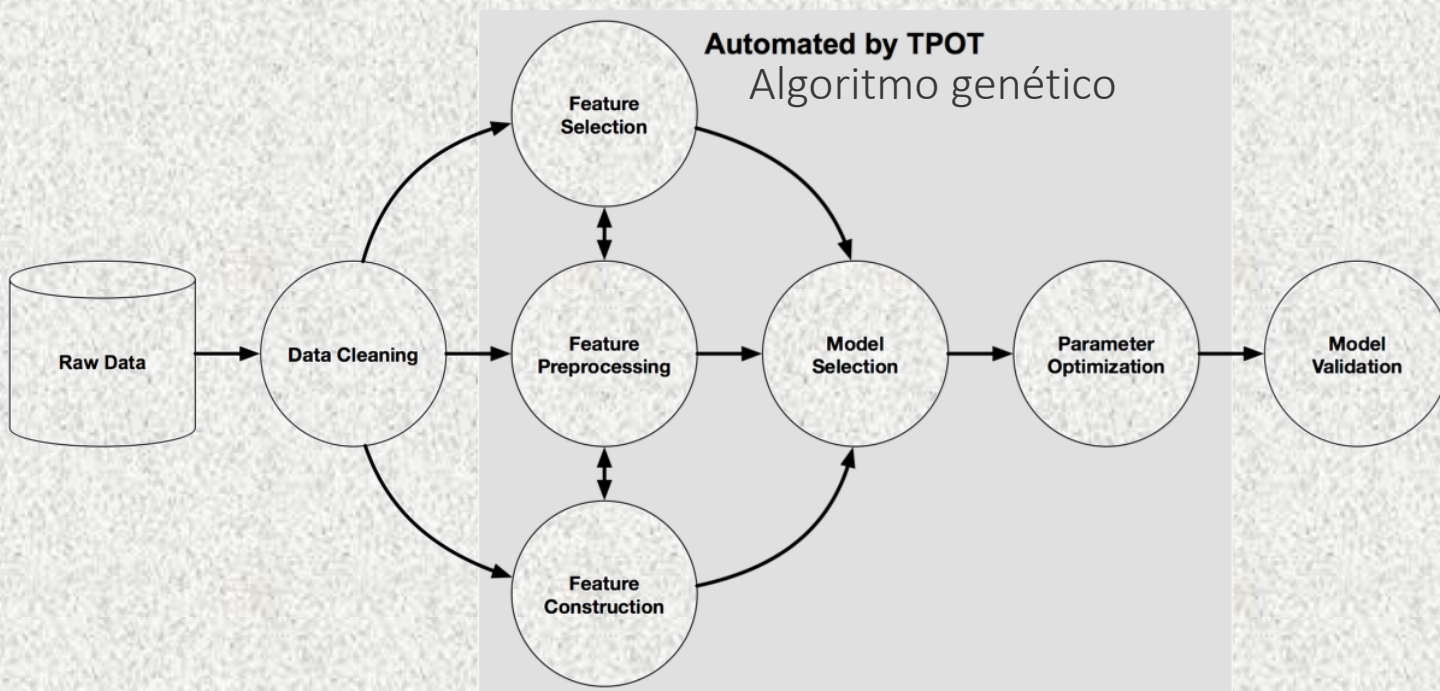 Automated by TPOT
Algoritmo genético
Feature
Selection
Raw Data
Data Cleaning
Feature
Preprocessing
Model
Selection
Parameter
Optimization
Model
Validation
Feature
Construction